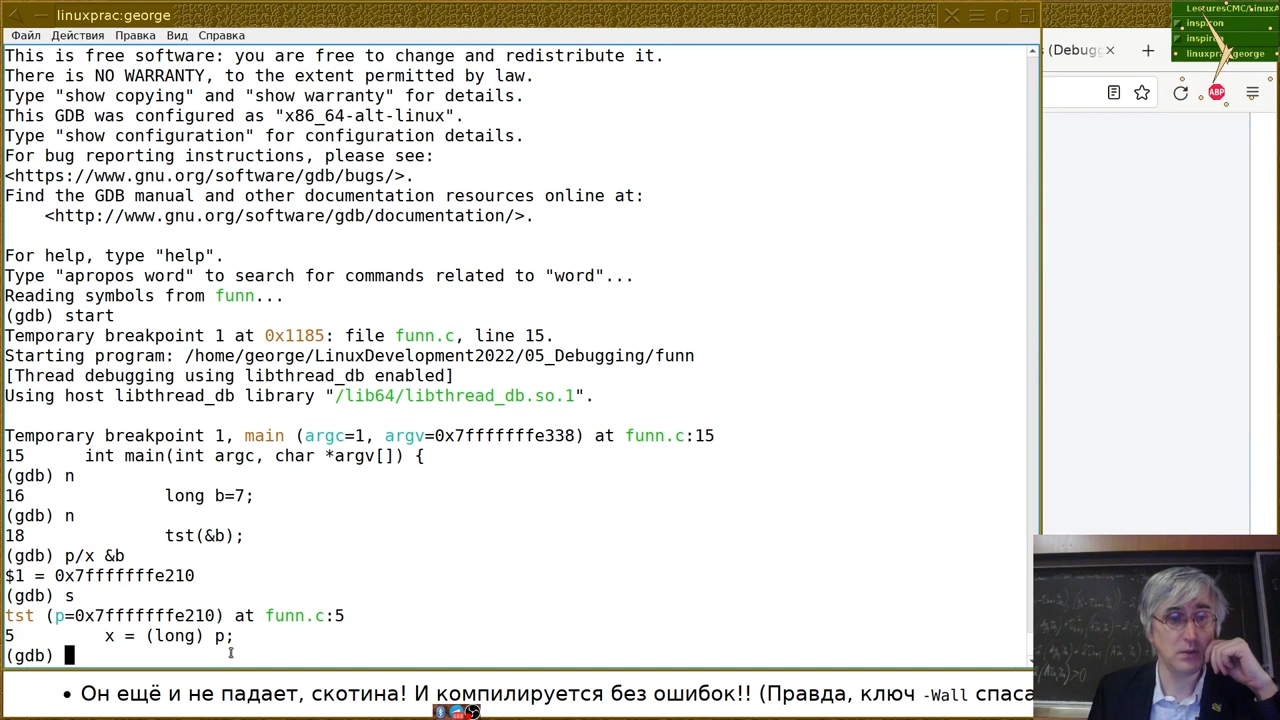 linuxprac:george
Файл Действия Правка Вид Справка
This is free software: you are free to change and redistribute it.
There is NO WARRANTY, to the extent permitted by law.
Type "show copying" and "show warranty" for details.
This GDB was configured as "x86_64-alt-linux".
Type "show configuration" for configuration details.
For bug reporting instructions, please see:
<https://www.gnu.org/software/gdb/bugs/>.
Find the GDB manual and other documentation resources online at:
    <http://www.gnu.org/software/gdb/documentation/>.
For help, type "help".
Type "apropos word" to search for commands related to "word"...
Reading symbols from funn...
(gdb) start
Temporary breakpoint 1 at 0x1185: file funn.c, line 15.
Starting program: /home/george/LinuxDevelopment2022/05_Debugging/funn
[Thread debugging using libthread_db enabled]
Using host libthread_db library "/lib64/libthread_db.so.1".
Temporary breakpoint 1, main (argc=1, argv=0x7fffffffe338) at funn.c:15
15      int main(int argc, char *argv[]) {
(gdb) n
16              long b=7;
(gdb) n
18              tst(&b);
(gdb) p/x &b
$1 = 0x7fffffffe210
(gdb) s
tst (p=0x7fffffffe210) at funn.c:5
5         x = (long) p;
(gdb)
• Он ещё и не падает, скотина! И компилируется без ошибок!! (Правда, ключ -Wall спаса
LecturesCMC/LinuxA
inspiron
linuxprac:george
(Debugg
ABP